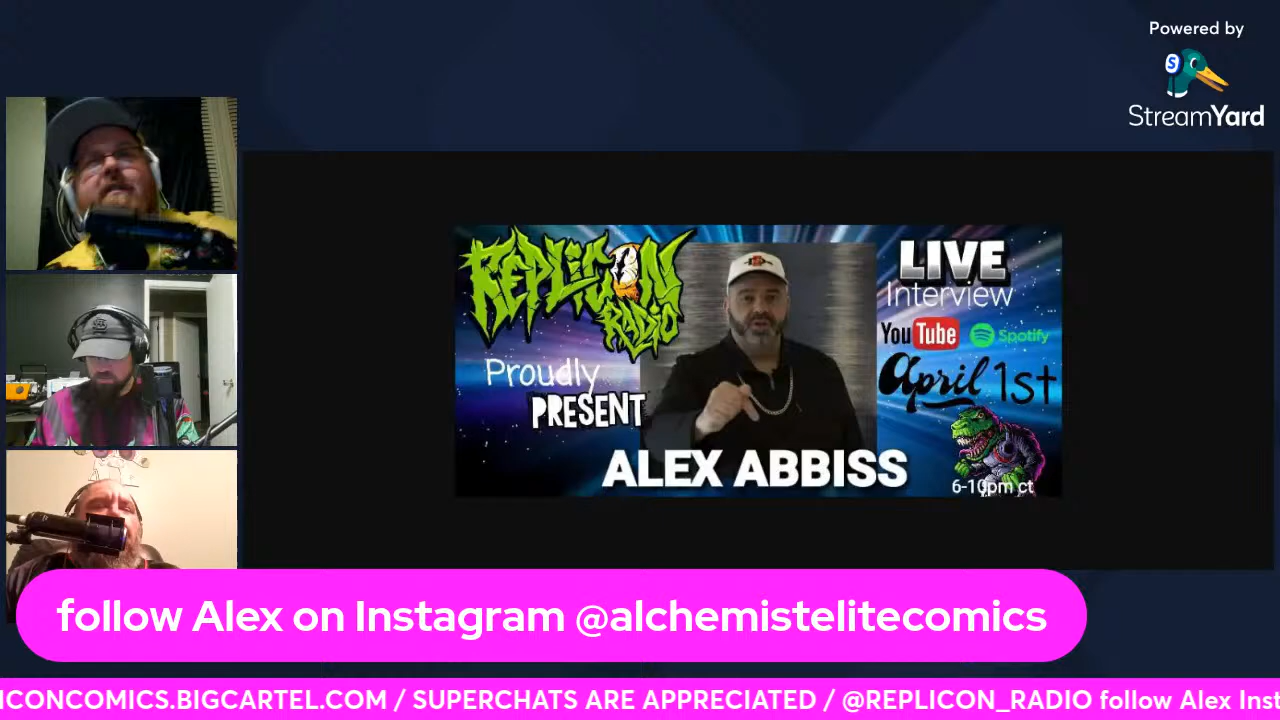 Powered by
StreamYard
REPLICON
RADIO
Proudly
PRESENT
LIVE
Interview
YouTube Spotify
April 1st
ALEX ABBISS
6-10pm ct
follow Alex on Instagram @alchemistelitecomics
ICONCOMICS.BIGCARTEL.COM / SUPERCHATS ARE APPRECIATED / @REPLICON_RADIO follow Alex Inst